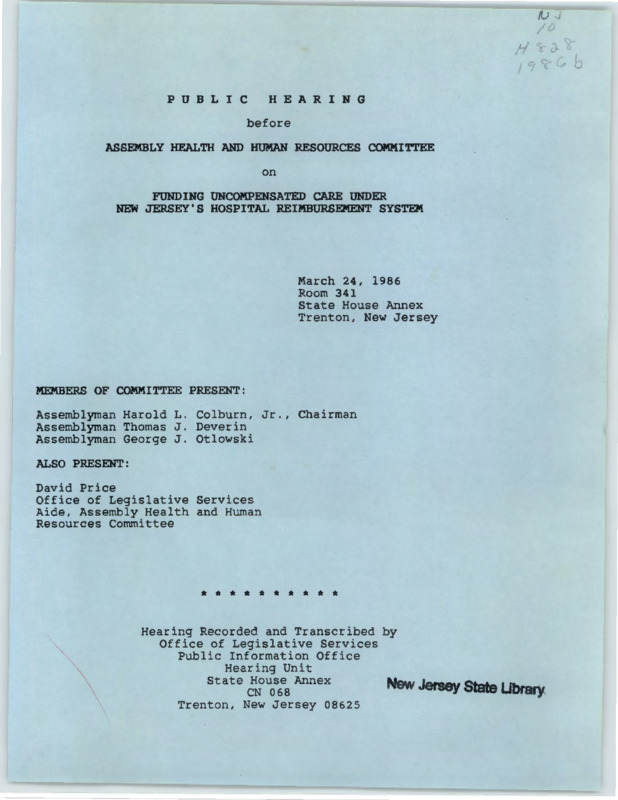 NJ
10
H828
1986b
PUBLIC HEARING
before
ASSEMBLY HEALTH AND HUMAN RESOURCES COMMITTEE
on
FUNDING UNCOMPENSATED CARE UNDER
NEW JERSEY'S HOSPITAL REIMBURSEMENT SYSTEM
March 24, 1986
Room 341
State House Annex
Trenton, New Jersey
MEMBERS OF COMMITTEE PRESENT:
Assemblyman Harold L. Colburn, Jr., Chairman
Assemblyman Thomas J. Deverin
Assemblyman George J. Otlowski
ALSO PRESENT:
David Price
Office of Legislative Services
Aide, Assembly Health and Human
Resources Committee
* * * * * * * * * *
Hearing Recorded and Transcribed by
Office of Legislative Services
Public Information Office
Hearing Unit
State House Annex
CN 068
Trenton, New Jersey 08625
New Jersey State Library